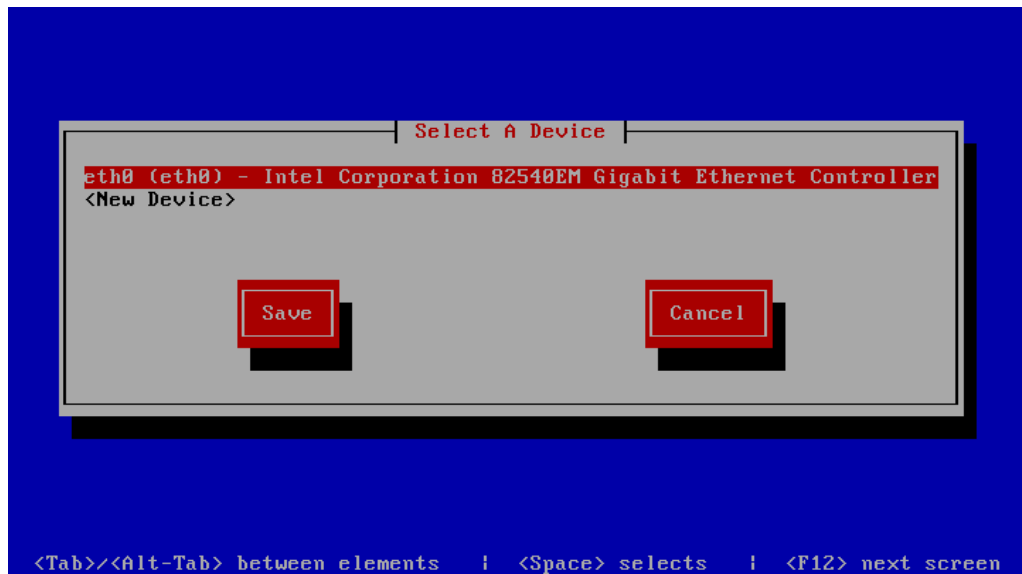 Select A Device
eth0 (eth0) - Intel Corporation 82540EM Gigabit Ethernet Controller
<New Device>
Save
Cancel
<Tab>/<Alt-Tab> between elements | <Space> selects | <F12> next screen